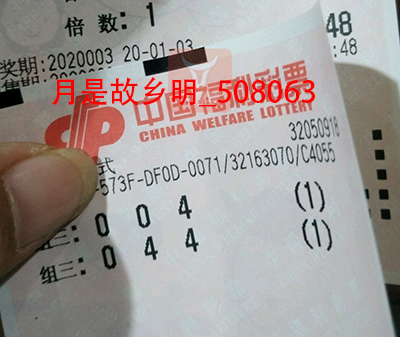 倍数: 1
48
奖期:2020003 20-01-03
:48
月是故乡明_508063
中国福利彩票
CHINA WELFARE LOTTERY
32050918
式
-573F-DF0D-0071/32163070/C4055
组三: 0 0 4 (1)
组三: 0 4 4 (1)